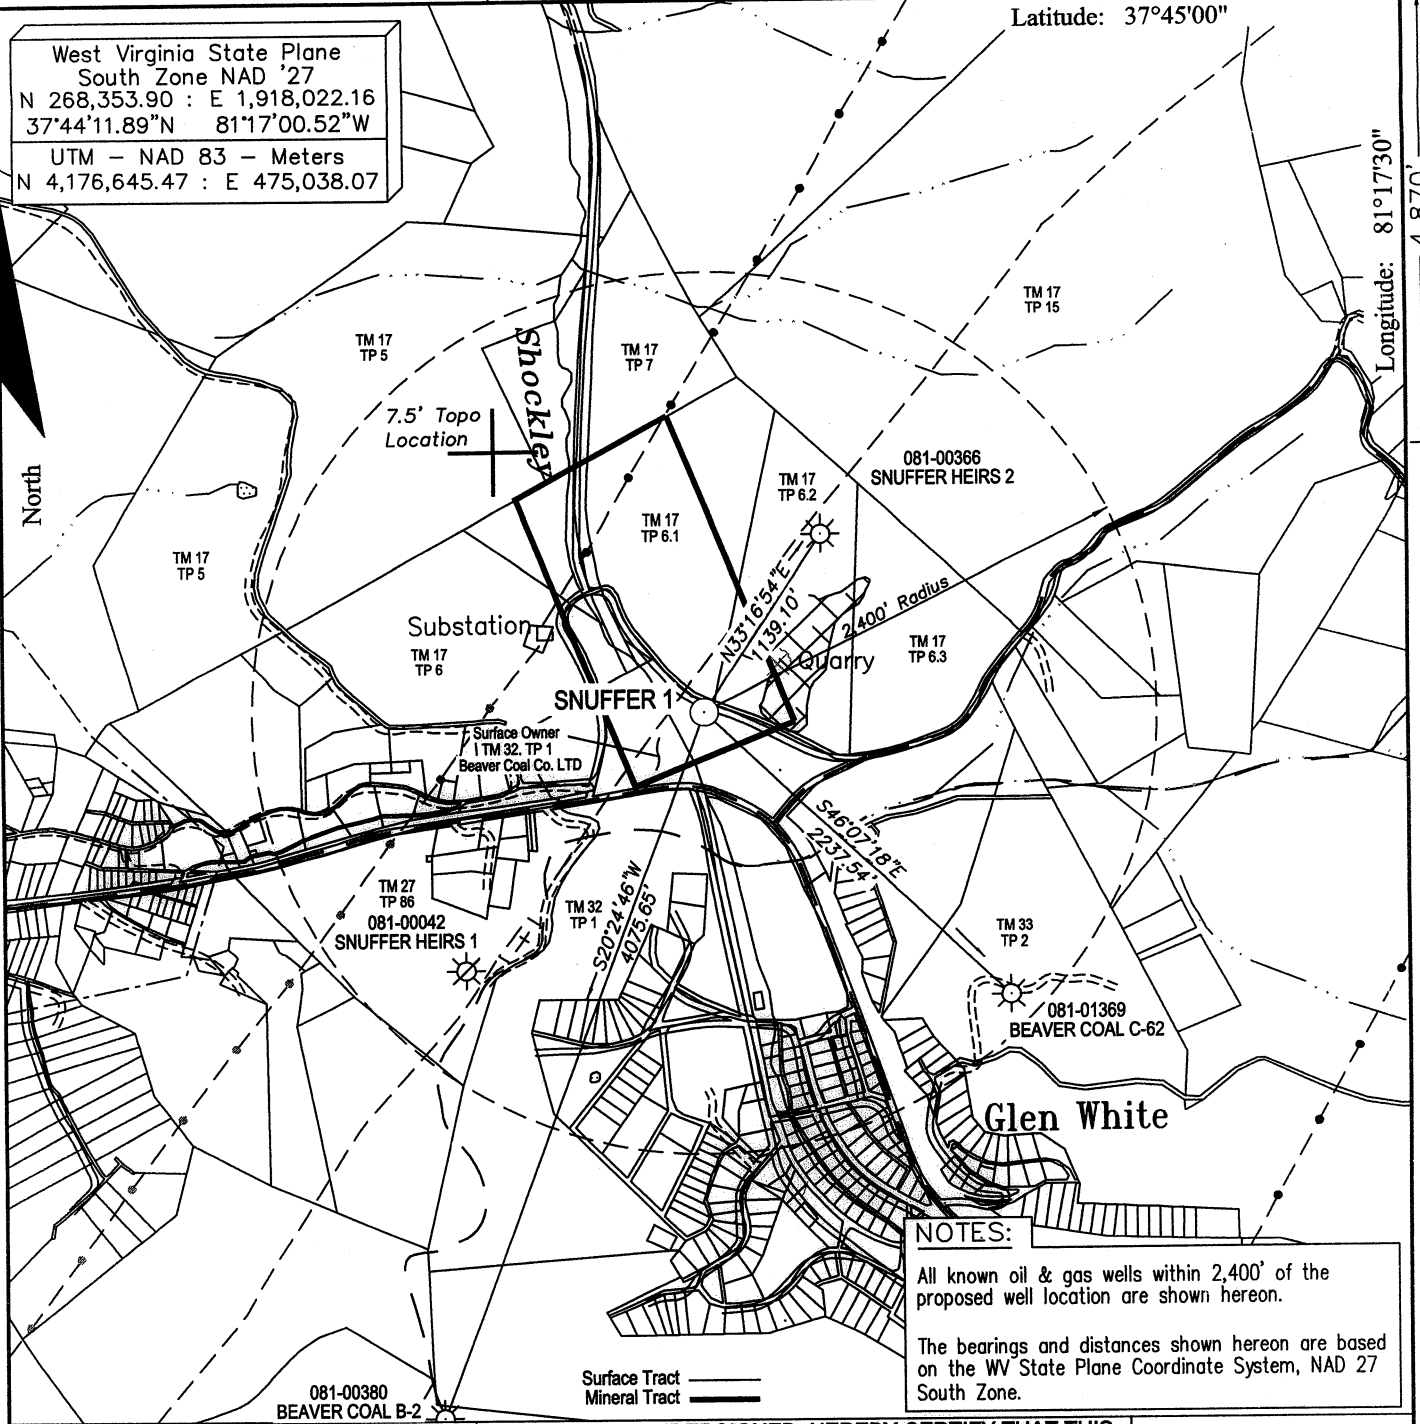 Latitude: 37°45'00"
West Virginia State Plane
South Zone NAD '27
N 268,353.90 : E 1,918,022.16
37°44'11.89"N 81°17'00.52"W
UTM – NAD 83 – Meters
N 4,176,645.47 : E 475,038.07
Longitude: 81°17'30"
TM 17
TP 15
TM 17
TP 5
Shockley
TM 17
TP 7
7.5' Topo
Location
North
081-00366
SNUFFER HEIRS 2
TM 17
TP 6.2
TM 17
TP 6.1
TM 17
TP 5
N33°16'54"E
1139.10'
2,400' Radius
Substation
TM 17
TP 6
Quarry
TM 17
TP 6.3
SNUFFER 1
Surface Owner
TM 32, TP 1
Beaver Coal Co. LTD
S46°07'18"E
2237.54'
TM 27
TP 86
081-00042
SNUFFER HEIRS 1
TM 32
TP 1
S20°24'46"W
4075.65'
TM 33
TP 2
081-01369
BEAVER COAL C-62
Glen White
NOTES:
All known oil & gas wells within 2,400' of the
proposed well location are shown hereon.
The bearings and distances shown hereon are based
on the WV State Plane Coordinate System, NAD 27
South Zone.
Surface Tract
Mineral Tract
081-00380
BEAVER COAL B-2